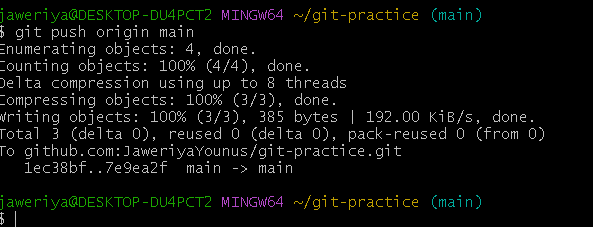 jaweriya@DESKTOP-DU4PCT2 MINGW64 ~/git-practice (main)
$ git push origin main
Enumerating objects: 4, done.
Counting objects: 100% (4/4), done.
Delta compression using up to 8 threads
Compressing objects: 100% (3/3), done.
Writing objects: 100% (3/3), 385 bytes | 192.00 KiB/s, done.
Total 3 (delta 0), reused 0 (delta 0), pack-reused 0 (from 0)
To github.com:JaweriyaYounus/git-practice.git
   1ec38bf..7e9ea2f  main -> main

jaweriya@DESKTOP-DU4PCT2 MINGW64 ~/git-practice (main)
$